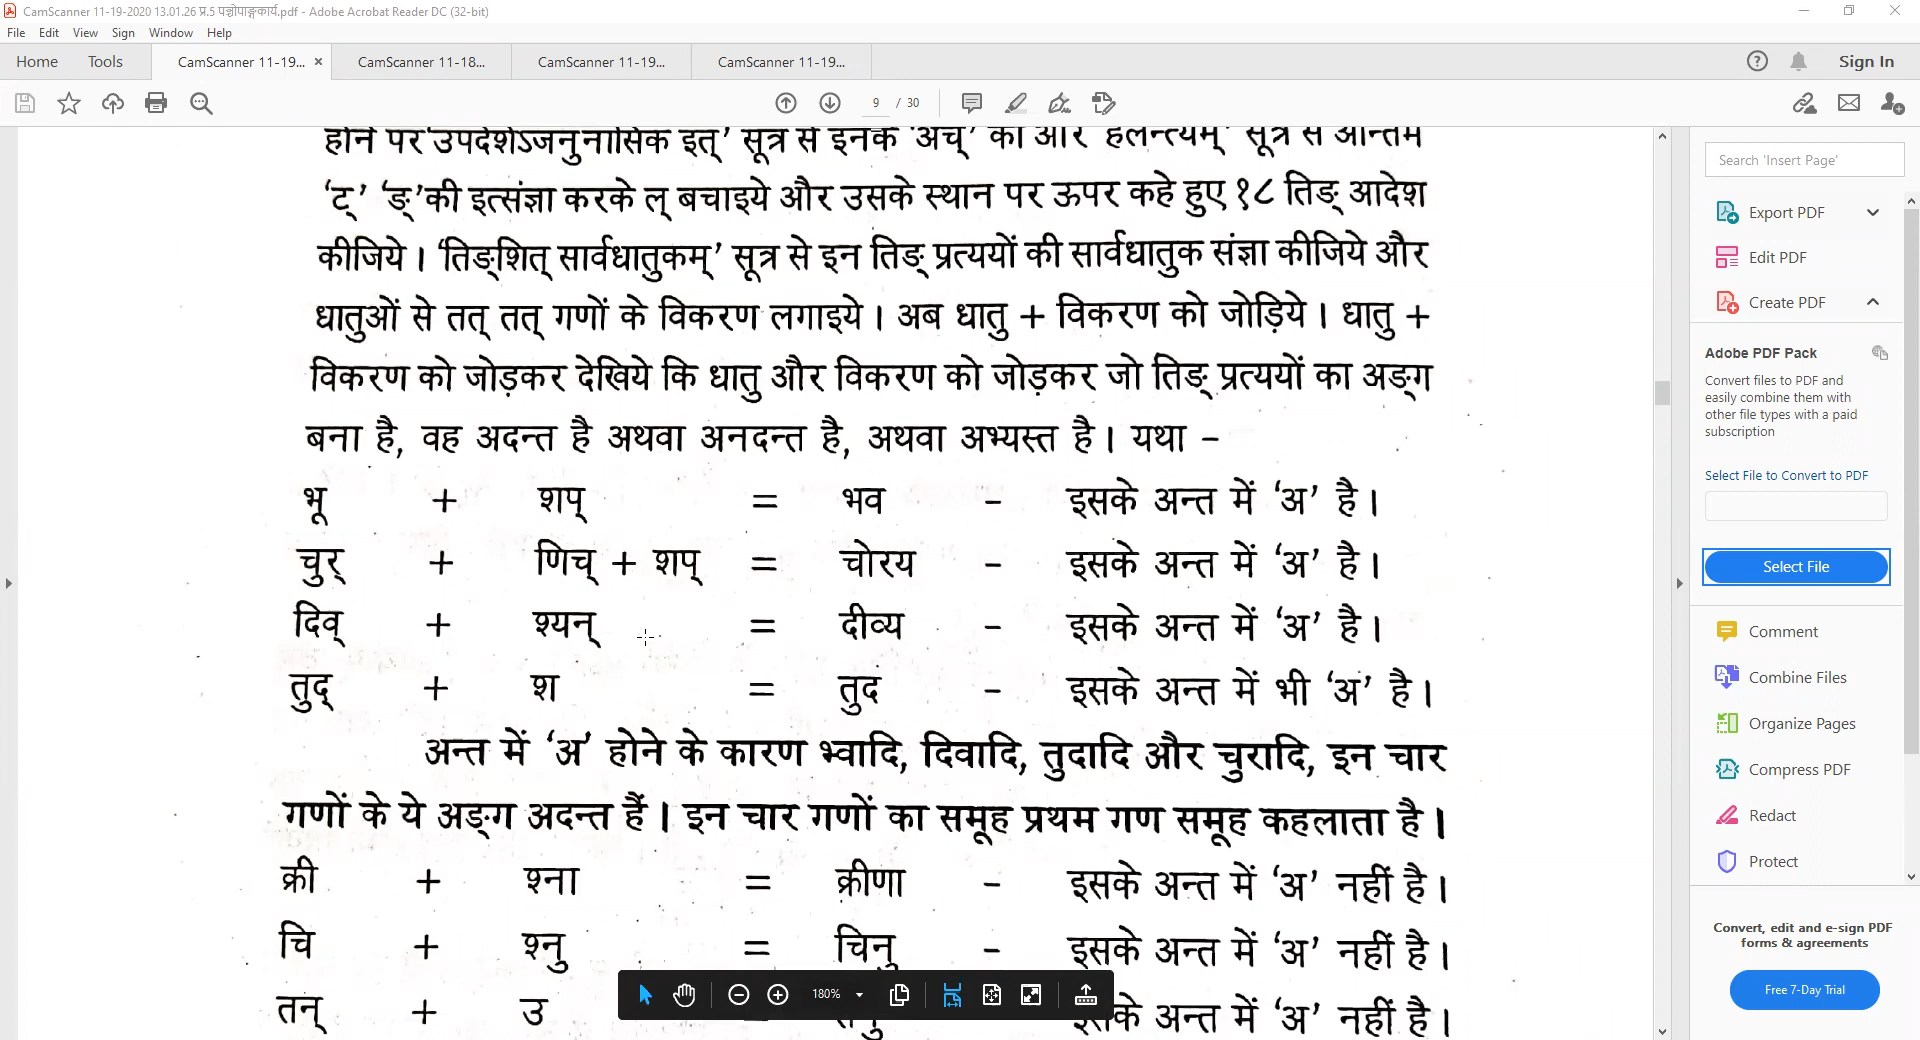 CamScanner 11-19-2020 13.01.26 प्र.5 पञ्चोपाङ्गकार्य.pdf - Adobe Acrobat Reader DC (32-bit)
File Edit View Sign Window Help
Home Tools CamScanner 11-19... × CamScanner 11-18... CamScanner 11-19... CamScanner 11-19... Sign In
9 / 30
होने पर 'उपदेशेऽजनुनासिक इत्' सूत्र से इनके 'अच्' की और 'हलन्त्यम्' सूत्र से अन्तिम
'ट्' 'ङ्' की इत्संज्ञा करके ल् बचाइये और उसके स्थान पर ऊपर कहे हुए १८ तिङ् आदेश
कीजिये। 'तिङ्शित् सार्वधातुकम्' सूत्र से इन तिङ् प्रत्ययों की सार्वधातुक संज्ञा कीजिये और
धातुओं से तत् तत् गणों के विकरण लगाइये। अब धातु + विकरण को जोड़िये। धातु +
विकरण को जोड़कर देखिये कि धातु और विकरण को जोड़कर जो तिङ् प्रत्ययों का अङ्ग
बना है, वह अदन्त है अथवा अनदन्त है, अथवा अभ्यस्त है। यथा –
भू + शप् = भव – इसके अन्त में 'अ' है।
चुर् + णिच् + शप् = चोरय – इसके अन्त में 'अ' है।
दिव् + श्यन् = दीव्य – इसके अन्त में 'अ' है।
तुद् + श = तुद – इसके अन्त में भी 'अ' है।
अन्त में 'अ' होने के कारण भ्वादि, दिवादि, तुदादि और चुरादि, इन चार
गणों के ये अङ्ग अदन्त हैं। इन चार गणों का समूह प्रथम गण समूह कहलाता है।
क्री + श्ना = क्रीणा – इसके अन्त में 'अ' नहीं है।
चि + श्नु = चिनु – इसके अन्त में 'अ' नहीं है।
तन् + उ इसके अन्त में 'अ' नहीं है।
180%
Search 'Insert Page'
Export PDF
Edit PDF
Create PDF
Adobe PDF Pack
Convert files to PDF and
easily combine them with
other file types with a paid
subscription
Select File to Convert to PDF
Select File
Comment
Combine Files
Organize Pages
Compress PDF
Redact
Protect
Convert, edit and e-sign PDF
forms & agreements
Free 7-Day Trial